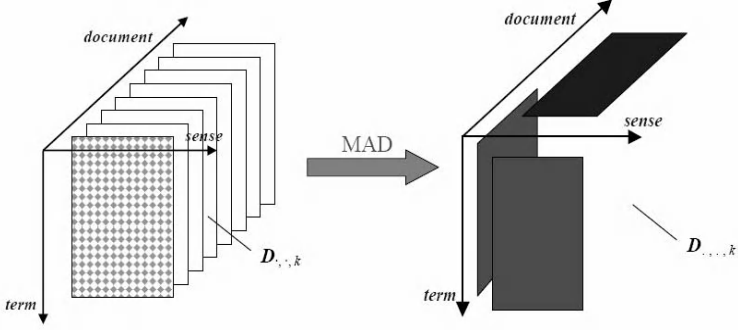 document
sense
term
D·,·,k
MAD
document
sense
term
D.,.,k